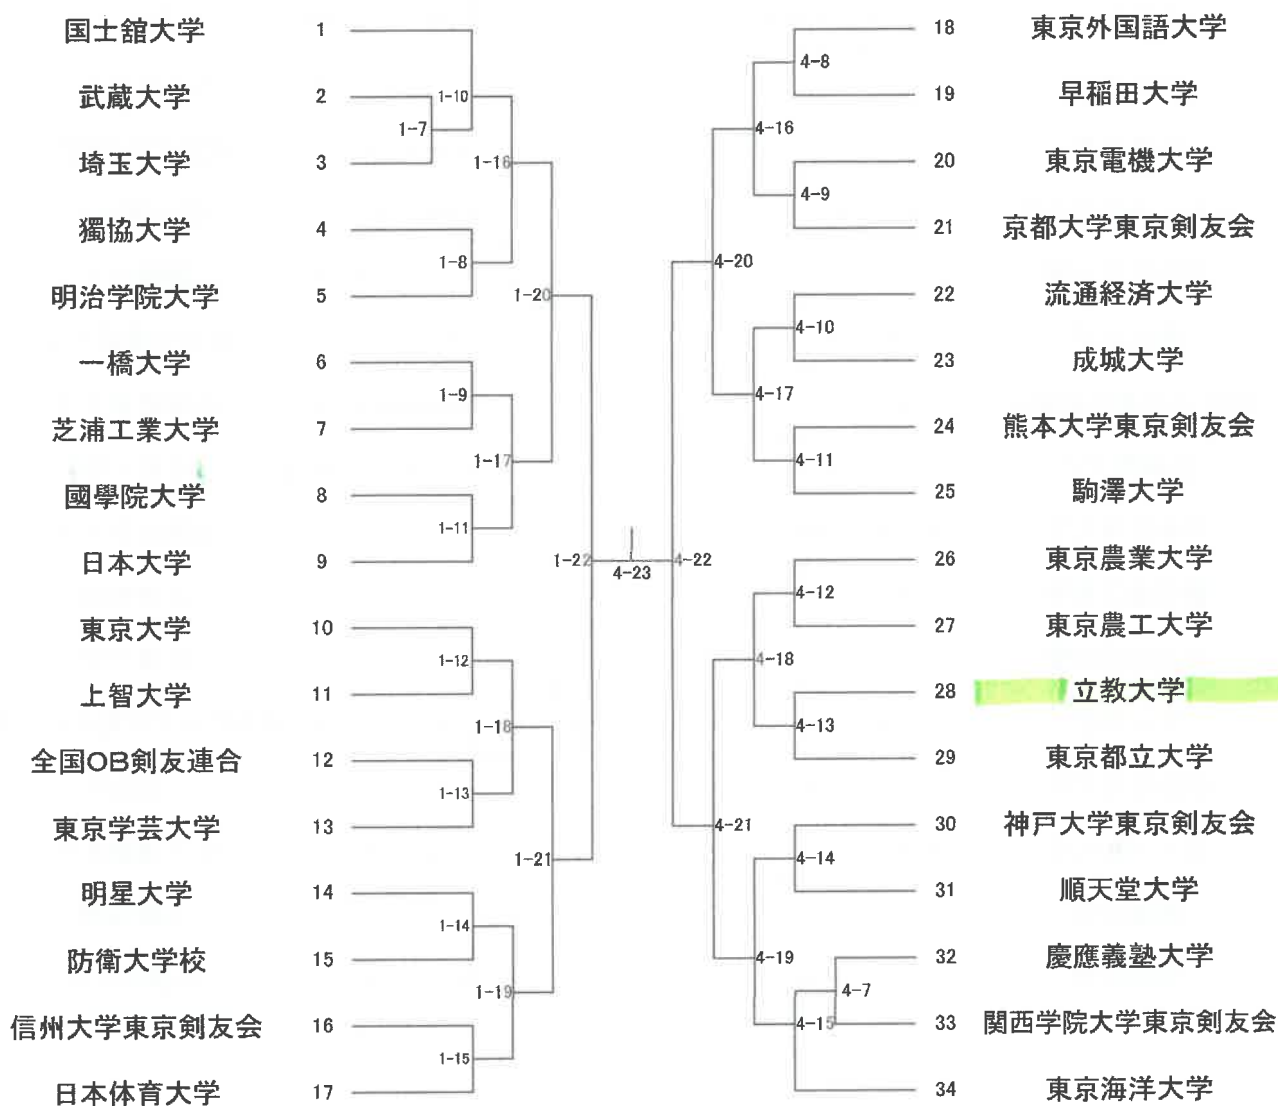 国士舘大学 1
武蔵大学 2
埼玉大学 3
獨協大学 4
明治学院大学 5
一橋大学 6
芝浦工業大学 7
國學院大学 8
日本大学 9
東京大学 10
上智大学 11
全国OB剣友連合 12
東京学芸大学 13
明星大学 14
防衛大学校 15
信州大学東京剣友会 16
日本体育大学 17
1-7
1-10
1-8
1-16
1-9
1-11
1-17
1-20
1-12
1-13
1-18
1-14
1-15
1-19
1-21
1-22
4-23
4-22
4-20
4-16
4-8
4-9
4-17
4-10
4-11
4-21
4-18
4-12
4-13
4-19
4-14
4-15
4-7
18 東京外国語大学
19 早稲田大学
20 東京電機大学
21 京都大学東京剣友会
22 流通経済大学
23 成城大学
24 熊本大学東京剣友会
25 駒澤大学
26 東京農業大学
27 東京農工大学
28 立教大学
29 東京都立大学
30 神戸大学東京剣友会
31 順天堂大学
32 慶應義塾大学
33 関西学院大学東京剣友会
34 東京海洋大学